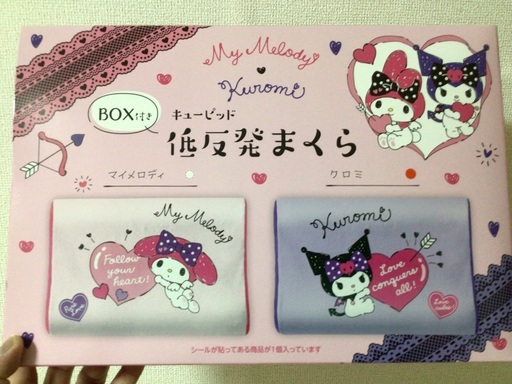 My Melody
Kuromi
BOX付き
キューピッド
低反発まくら
マイメロディ
クロミ
My Melody
Follow
your
heart!
Pure
Love
Kuromi
Love
conquers
all!
シールが貼ってある商品が1個入っています